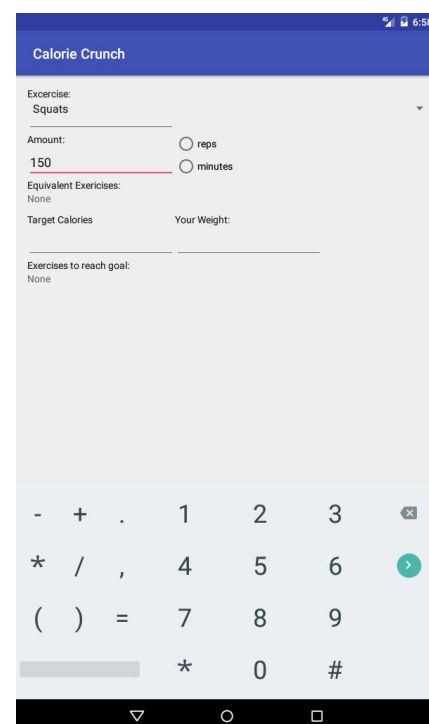 4G 6:58
Calorie Crunch
Excercise:
Squats
Amount:
reps
150
minutes
Equivalent Exericises:
None
Target Calories Your Weight:
Exercises to reach goal:
None
- + . 1 2 3
* / , 4 5 6
( ) = 7 8 9
* 0 #